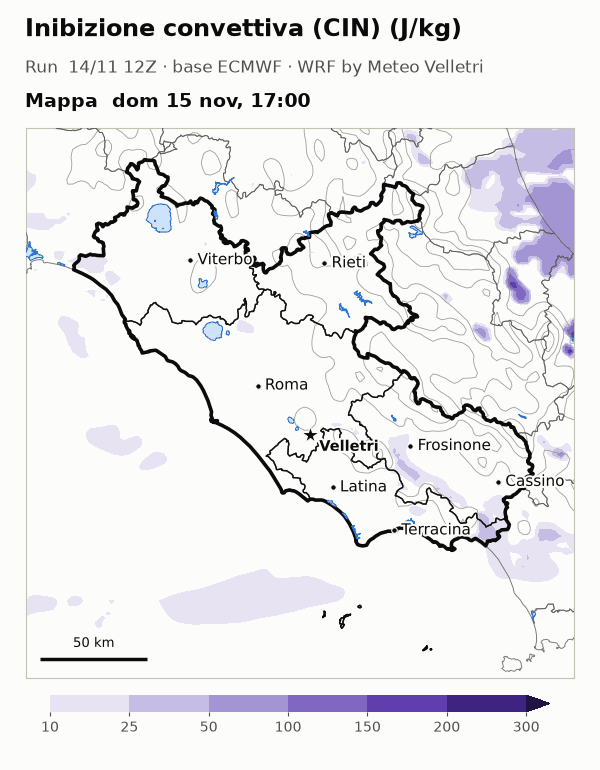 Inibizione convettiva (CIN) (J/kg)
Run  14/11 12Z · base ECMWF · WRF by Meteo Velletri
Mappa  dom 15 nov, 17:00
Viterbo
Rieti
Roma
Velletri
Frosinone
Cassino
Latina
Terracina
50 km
10 25 50 100 150 200 300